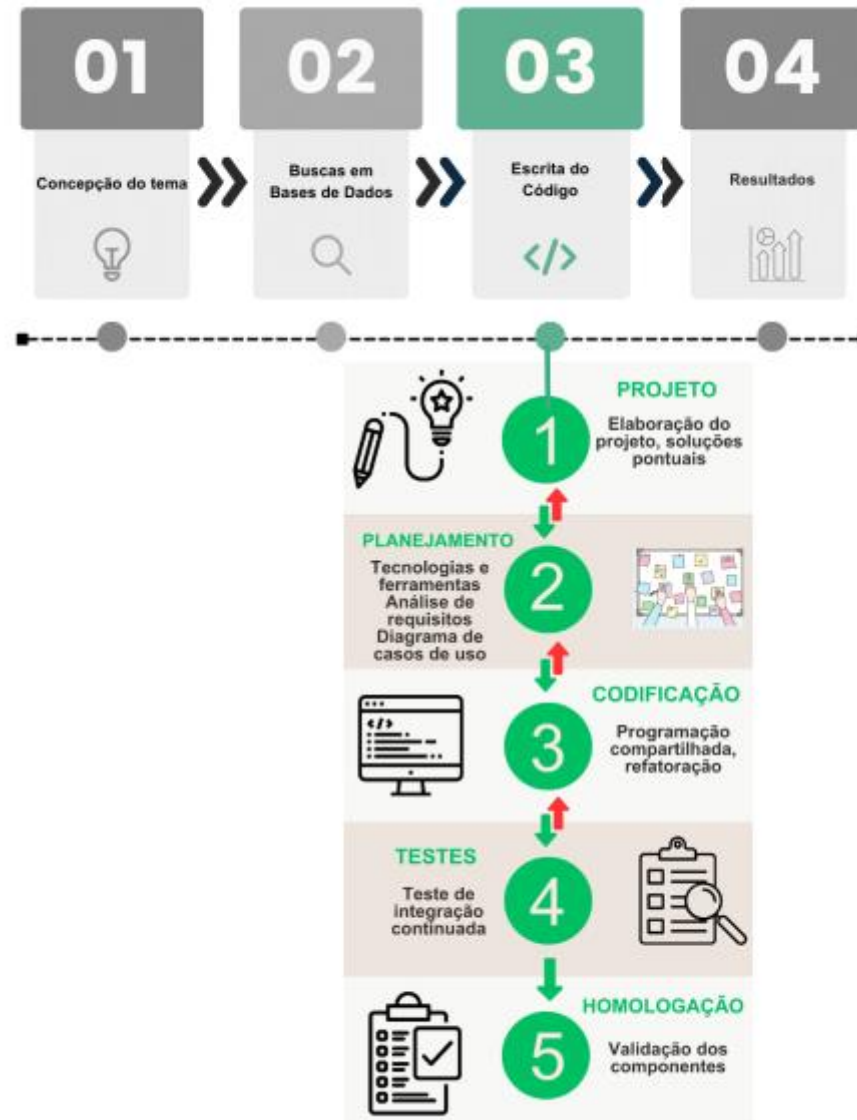 01
02
03
04
Concepção do tema
Buscas em
Bases de Dados
Escrita do
Código
Resultados
</>
PROJETO
1
Elaboração do
projeto, soluções
pontuais
PLANEJAMENTO
2
Tecnologias e
ferramentas
Análise de
requisitos
Diagrama de
casos de uso
CODIFICAÇÃO
</>
3
Programação
compartilhada,
refatoração
TESTES
4
Teste de
integração
continuada
HOMOLOGAÇÃO
5
Validação dos
componentes